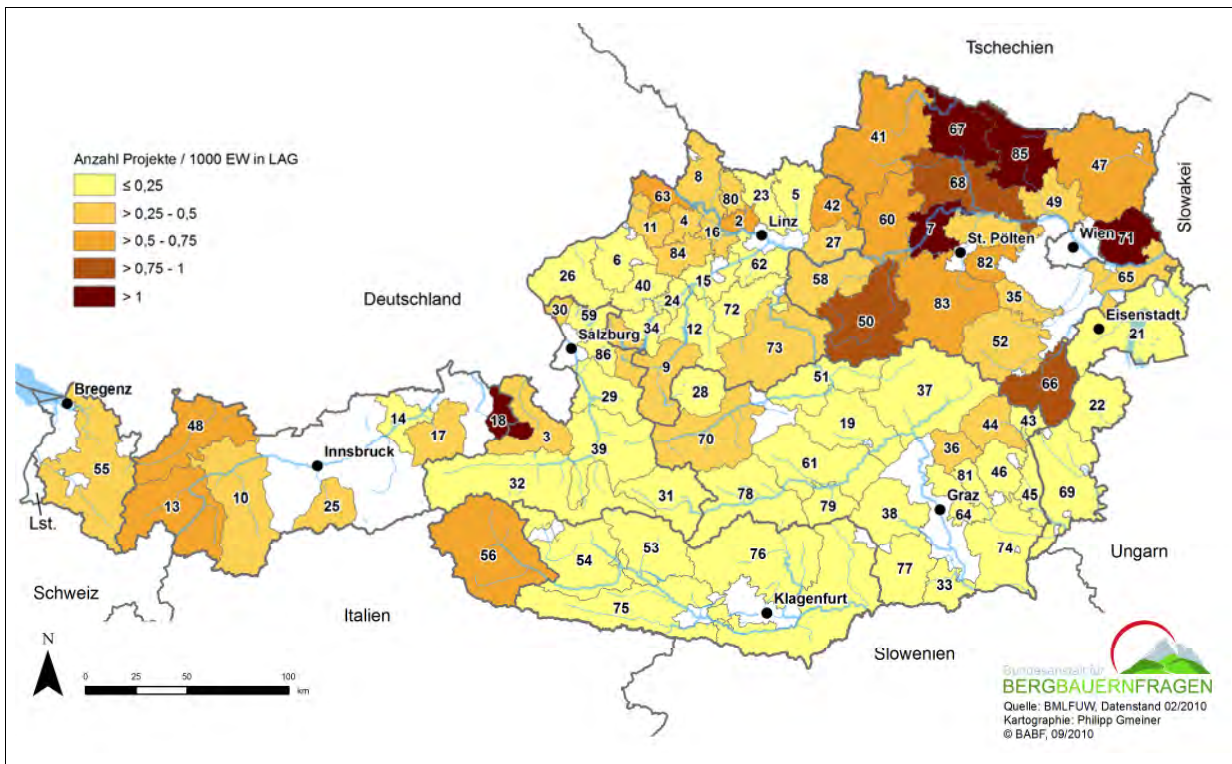 Tschechien
Anzahl Projekte / 1000 EW in LAG
≤ 0,25
> 0,25 - 0,5
> 0,5 - 0,75
> 0,75 - 1
> 1
Slowakei
Deutschland
Linz
St. Pölten
Wien
Eisenstadt
Salzburg
Bregenz
Innsbruck
Graz
Lst.
Klagenfurt
Ungarn
Schweiz
Italien
Slowenien
41
67
85
47
8
68
63
80
23
5
42
60
49
11
4
16
2
7
71
84
27
82
26
6
15
62
58
65
40
83
35
30
59
24
72
50
21
34
12
52
86
9
73
66
48
14
18
29
28
51
37
22
17
3
44
43
55
70
19
36
13
10
39
61
81
46
32
25
31
78
79
38
64
45
69
56
54
53
76
74
77
33
75
N
0 25 50 100
km
Bundesanstalt für
BERGBAUERNFRAGEN
Quelle: BMLFUW, Datenstand 02/2010
Kartographie: Philipp Gmeiner
© BABF, 09/2010